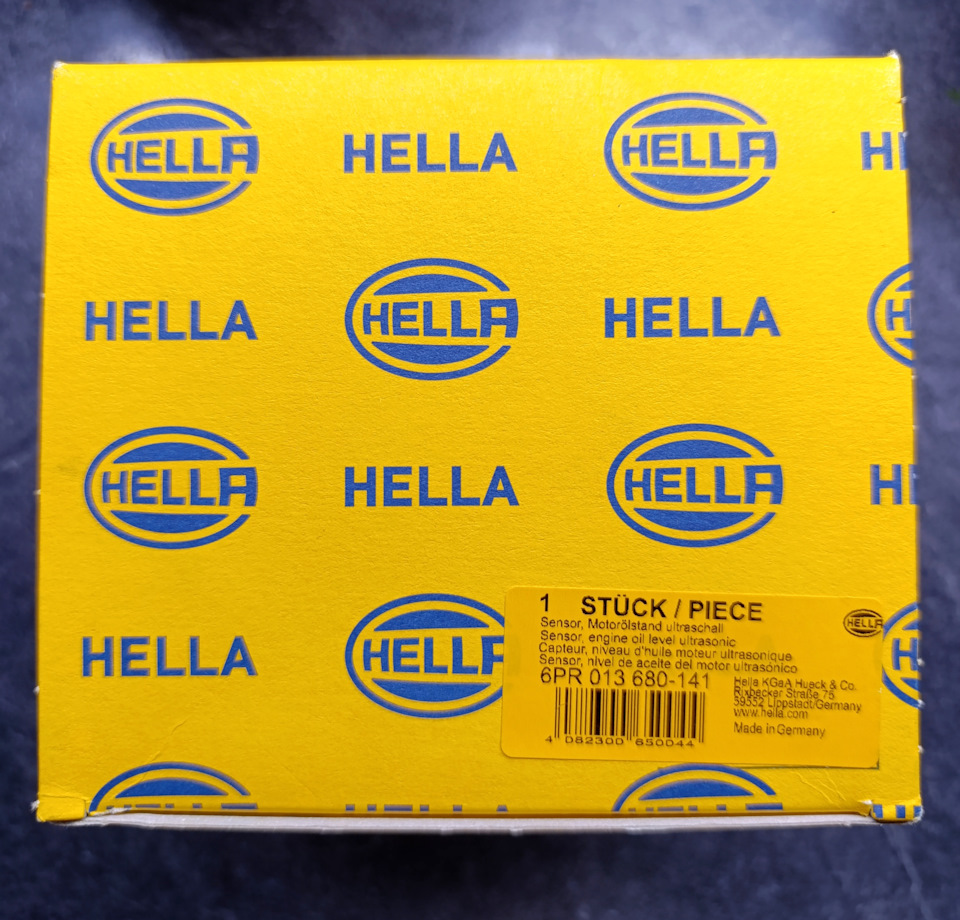 HELLA HELLA HELLA H
HELLA HELLA HELLA HELLA
HELLA HELLA HELLA H
HELLA HELLA
1 STÜCK / PIECE
HELLA
Sensor, Motorölstand ultraschall
Sensor, engine oil level ultrasonic
Capteur, niveau d'huile moteur ultrasonique
Sensor, nivel de aceite del motor ultrasónico
6PR 013 680-141
Hella KGaA Hueck & Co.
Rixbecker Straße 75
59552 Lippstadt/Germany
www.hella.com
Made in Germany
4 082300 650044